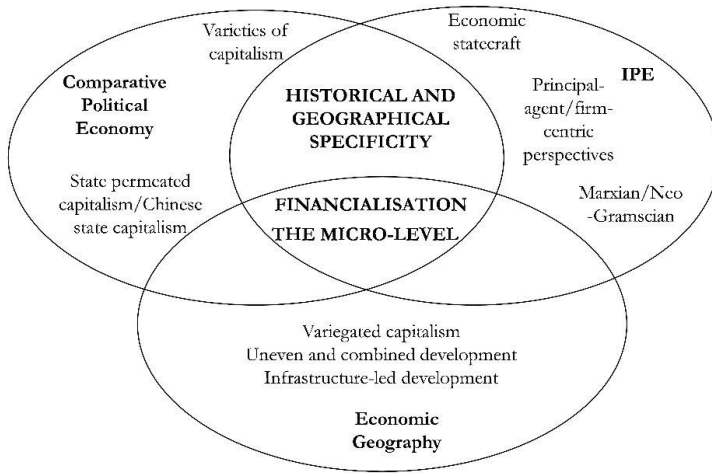 Varieties of
capitalism
Economic
statecraft
Comparative
Political
Economy
HISTORICAL AND
GEOGRAPHICAL
SPECIFICITY
IPE
Principal-
agent/firm-
centric
perspectives
State permeated
capitalism/Chinese
state capitalism
Marxian/Neo
-Gramscian
FINANCIALISATION
THE MICRO-LEVEL
Variegated capitalism
Uneven and combined development
Infrastructure-led development
Economic
Geography